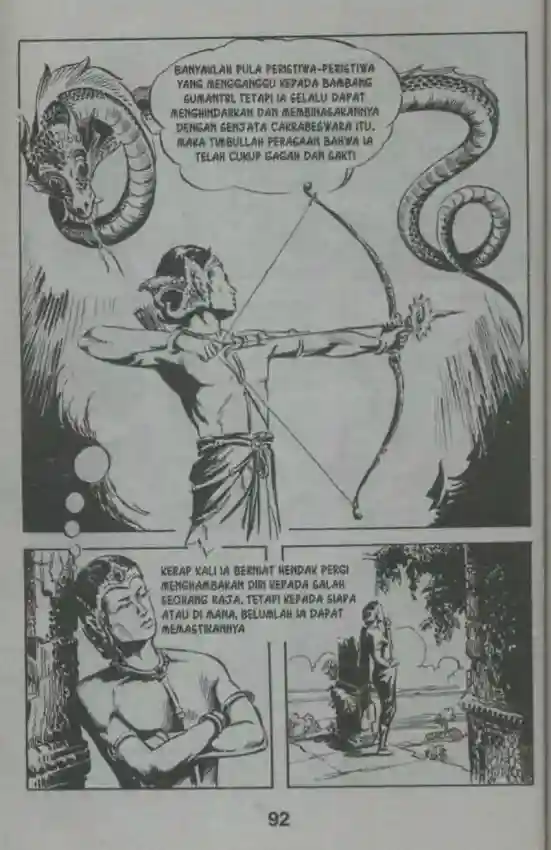 BANYAKLAH PULA PERISTIWA-PERISTIWA
YANG MENGGANGGU KEPADA BAMBANG
SUMANTRI, TETAPI IA SELALU DAPAT
MENGHINDARKAN DAN MEMBINASAKANNYA
DENGAN SENJATA CAKRABASWARA ITU.
MAKA TIMBULLAH PERASAAN BAHWA IA
TELAH CUKUP GAGAH DAN SAKTI
KERAP KALI IA BERNIAT HENDAK PERGI
MENGHAMBAKAN DIRI KEPADA SALAH
SEORANG RAJA. TETAPI KEPADA SIAPA
ATAU DI MANA, BELUMLAH IA DAPAT
MEMASTIKANNYA
92